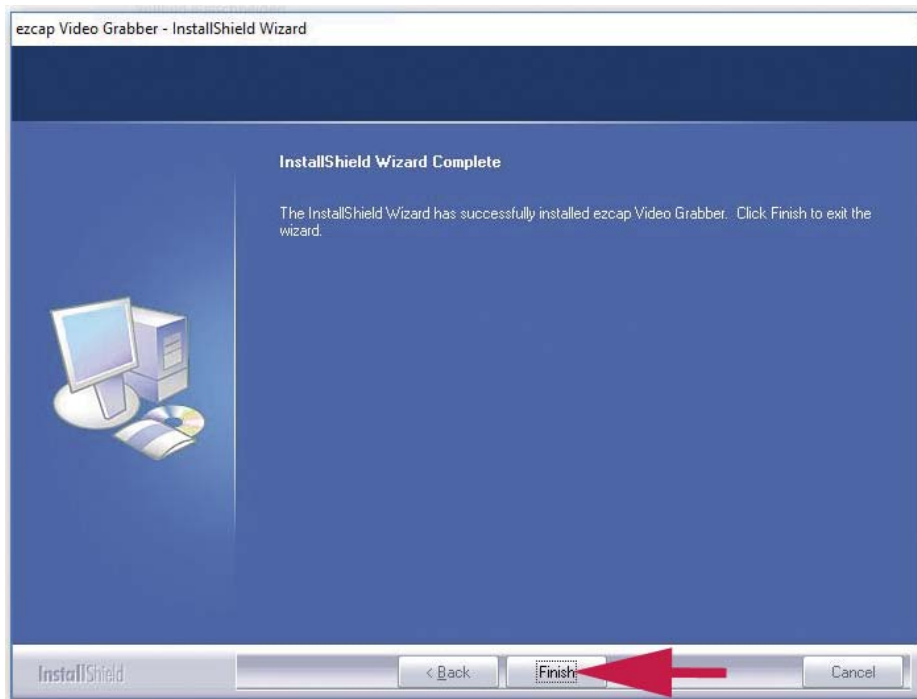 ezcap Video Grabber - InstallShield Wizard
InstallShield Wizard Complete
The InstallShield Wizard has successfully installed ezcap Video Grabber. Click Finish to exit the
wizard.
InstallShield
< Back
Finish
Cancel